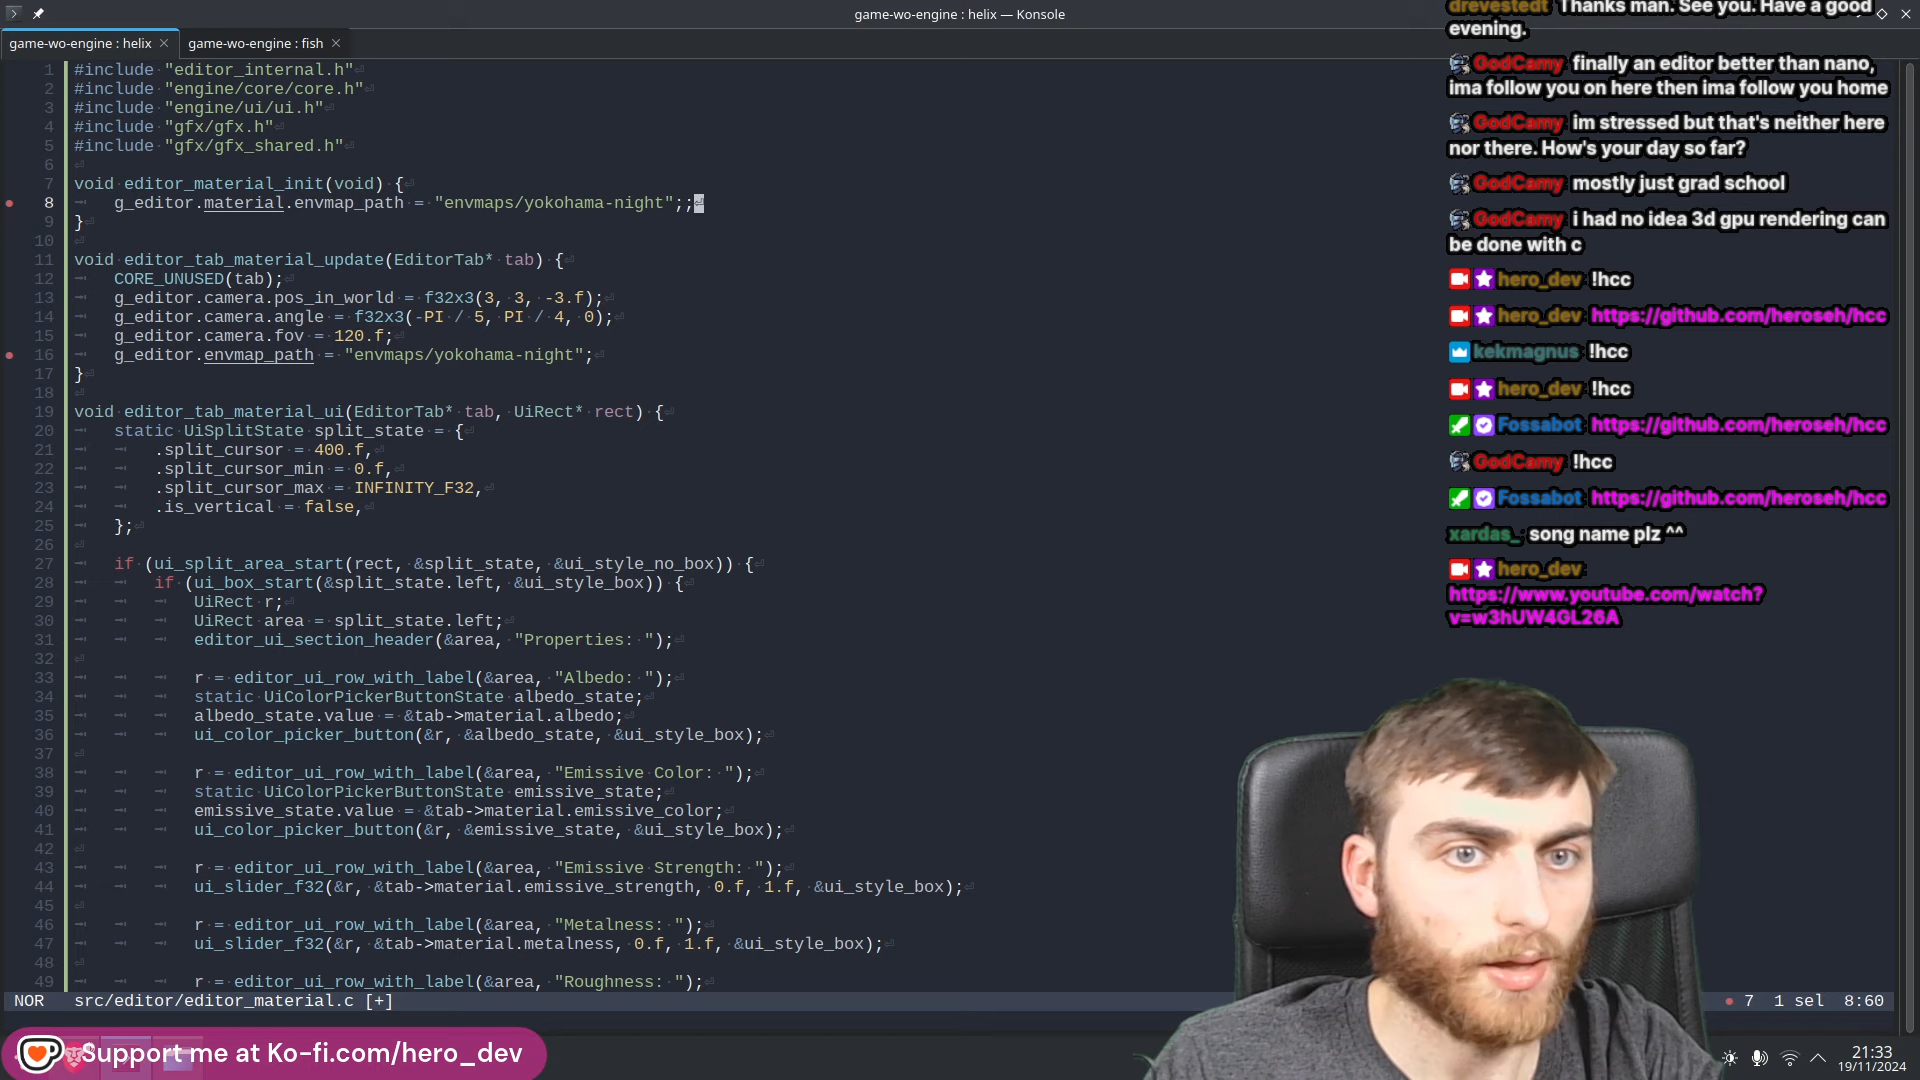 game-wo-engine : helix — Konsole
game-wo-engine : helix
game-wo-engine : fish
1 #include "editor_internal.h"
2 #include "engine/core/core.h"
3 #include "engine/ui/ui.h"
4 #include "gfx/gfx.h"
5 #include "gfx/gfx_shared.h"
6
7 void editor_material_init(void) {
8 g_editor.material.envmap_path = "envmaps/yokohama-night";;
9 }
10
11 void editor_tab_material_update(EditorTab* tab) {
12 CORE_UNUSED(tab);
13 g_editor.camera.pos_in_world = f32x3(3, 3, -3.f);
14 g_editor.camera.angle = f32x3(-PI / 5, PI / 4, 0);
15 g_editor.camera.fov = 120.f;
16 g_editor.envmap_path = "envmaps/yokohama-night";
17 }
18
19 void editor_tab_material_ui(EditorTab* tab, UiRect* rect) {
20 static UiSplitState split_state = {
21 .split_cursor = 400.f,
22 .split_cursor_min = 0.f,
23 .split_cursor_max = INFINITY_F32,
24 .is_vertical = false,
25 };
26
27 if (ui_split_area_start(rect, &split_state, &ui_style_no_box)) {
28 if (ui_box_start(&split_state.left, &ui_style_box)) {
29 UiRect r;
30 UiRect area = split_state.left;
31 editor_ui_section_header(&area, "Properties: ");
32
33 r = editor_ui_row_with_label(&area, "Albedo: ");
34 static UiColorPickerButtonState albedo_state;
35 albedo_state.value = &tab->material.albedo;
36 ui_color_picker_button(&r, &albedo_state, &ui_style_box);
37
38 r = editor_ui_row_with_label(&area, "Emissive Color: ");
39 static UiColorPickerButtonState emissive_state;
40 emissive_state.value = &tab->material.emissive_color;
41 ui_color_picker_button(&r, &emissive_state, &ui_style_box);
42
43 r = editor_ui_row_with_label(&area, "Emissive Strength: ");
44 ui_slider_f32(&r, &tab->material.emissive_strength, 0.f, 1.f, &ui_style_box);
45
46 r = editor_ui_row_with_label(&area, "Metalness: ");
47 ui_slider_f32(&r, &tab->material.metalness, 0.f, 1.f, &ui_style_box);
48
49 r = editor_ui_row_with_label(&area, "Roughness: ");
NOR src/editor/editor_material.c [+]
7 1 sel 8:60
drevestedt Thanks man. See you. Have a good
evening.
GodCamy finally an editor better than nano,
ima follow you on here then ima follow you home
GodCamy im stressed but that's neither here
nor there. How's your day so far?
GodCamy mostly just grad school
GodCamy i had no idea 3d gpu rendering can
be done with c
hero_dev !hcc
hero_dev https://github.com/heroseh/hcc
kekmagnus !hcc
hero_dev !hcc
Fossabot https://github.com/heroseh/hcc
GodCamy !hcc
Fossabot https://github.com/heroseh/hcc
xardas_ song name plz ^^
hero_dev
https://www.youtube.com/watch?
v=w3hUW4GL26A
Support me at Ko-fi.com/hero_dev
21:33
19/11/2024